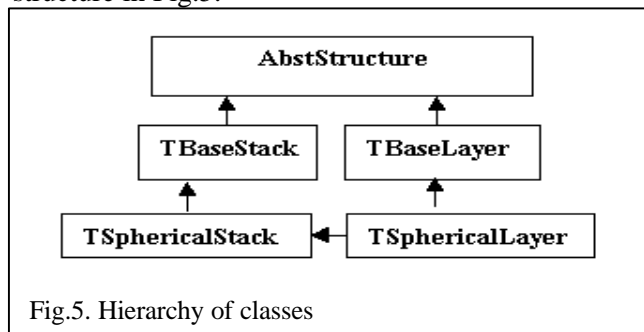 structure in Fig.5.
AbstStructure
TBaseStack TBaseLayer
TSphericalStack TSphericalLayer
Fig.5. Hierarchy of classes